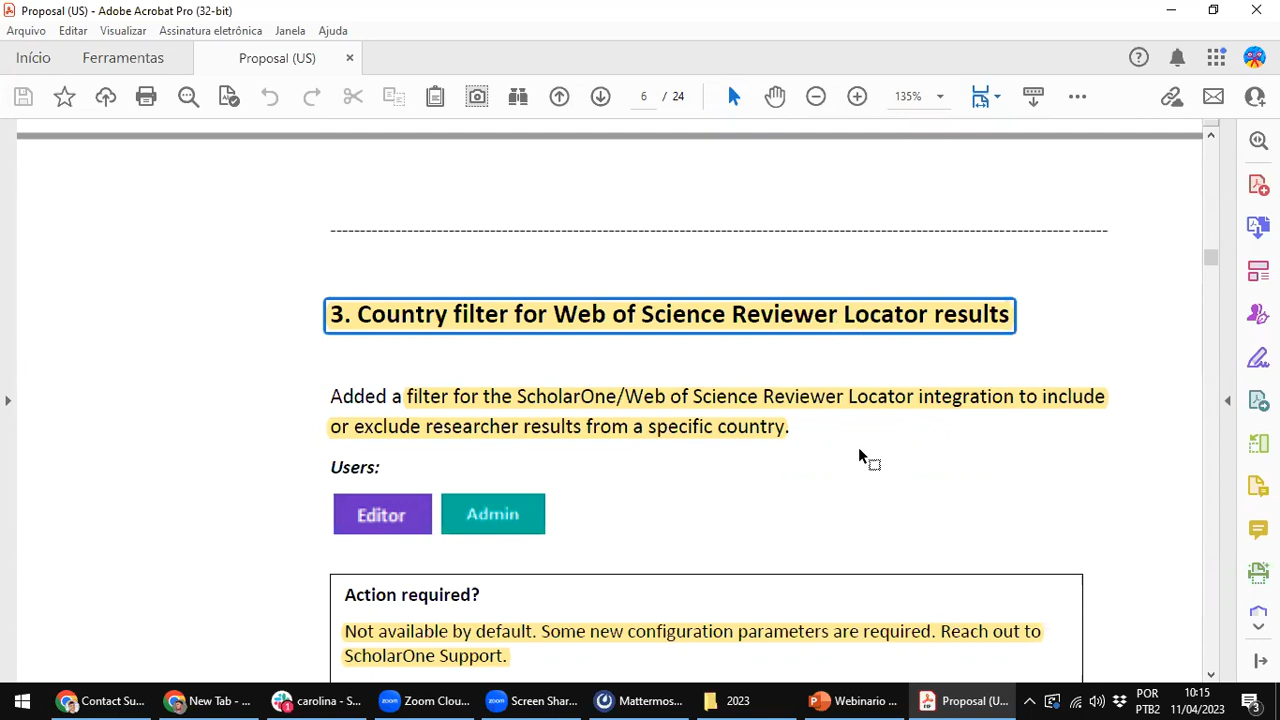 Proposal (US) - Adobe Acrobat Pro (32-bit)
Arquivo Editar Visualizar Assinatura eletrônica Janela Ajuda
Início Ferramentas Proposal (US)
6 / 24 135%
3. Country filter for Web of Science Reviewer Locator results
Added a filter for the ScholarOne/Web of Science Reviewer Locator integration to include
or exclude researcher results from a specific country.
Users:
Editor Admin
Action required?
Not available by default. Some new configuration parameters are required. Reach out to
ScholarOne Support.
Contact Su... New Tab - ... carolina - S... Zoom Clou... Screen Shar... Mattermos... 2023 Webinario ... Proposal (U... POR 10:15
PTB2 11/04/2023 3